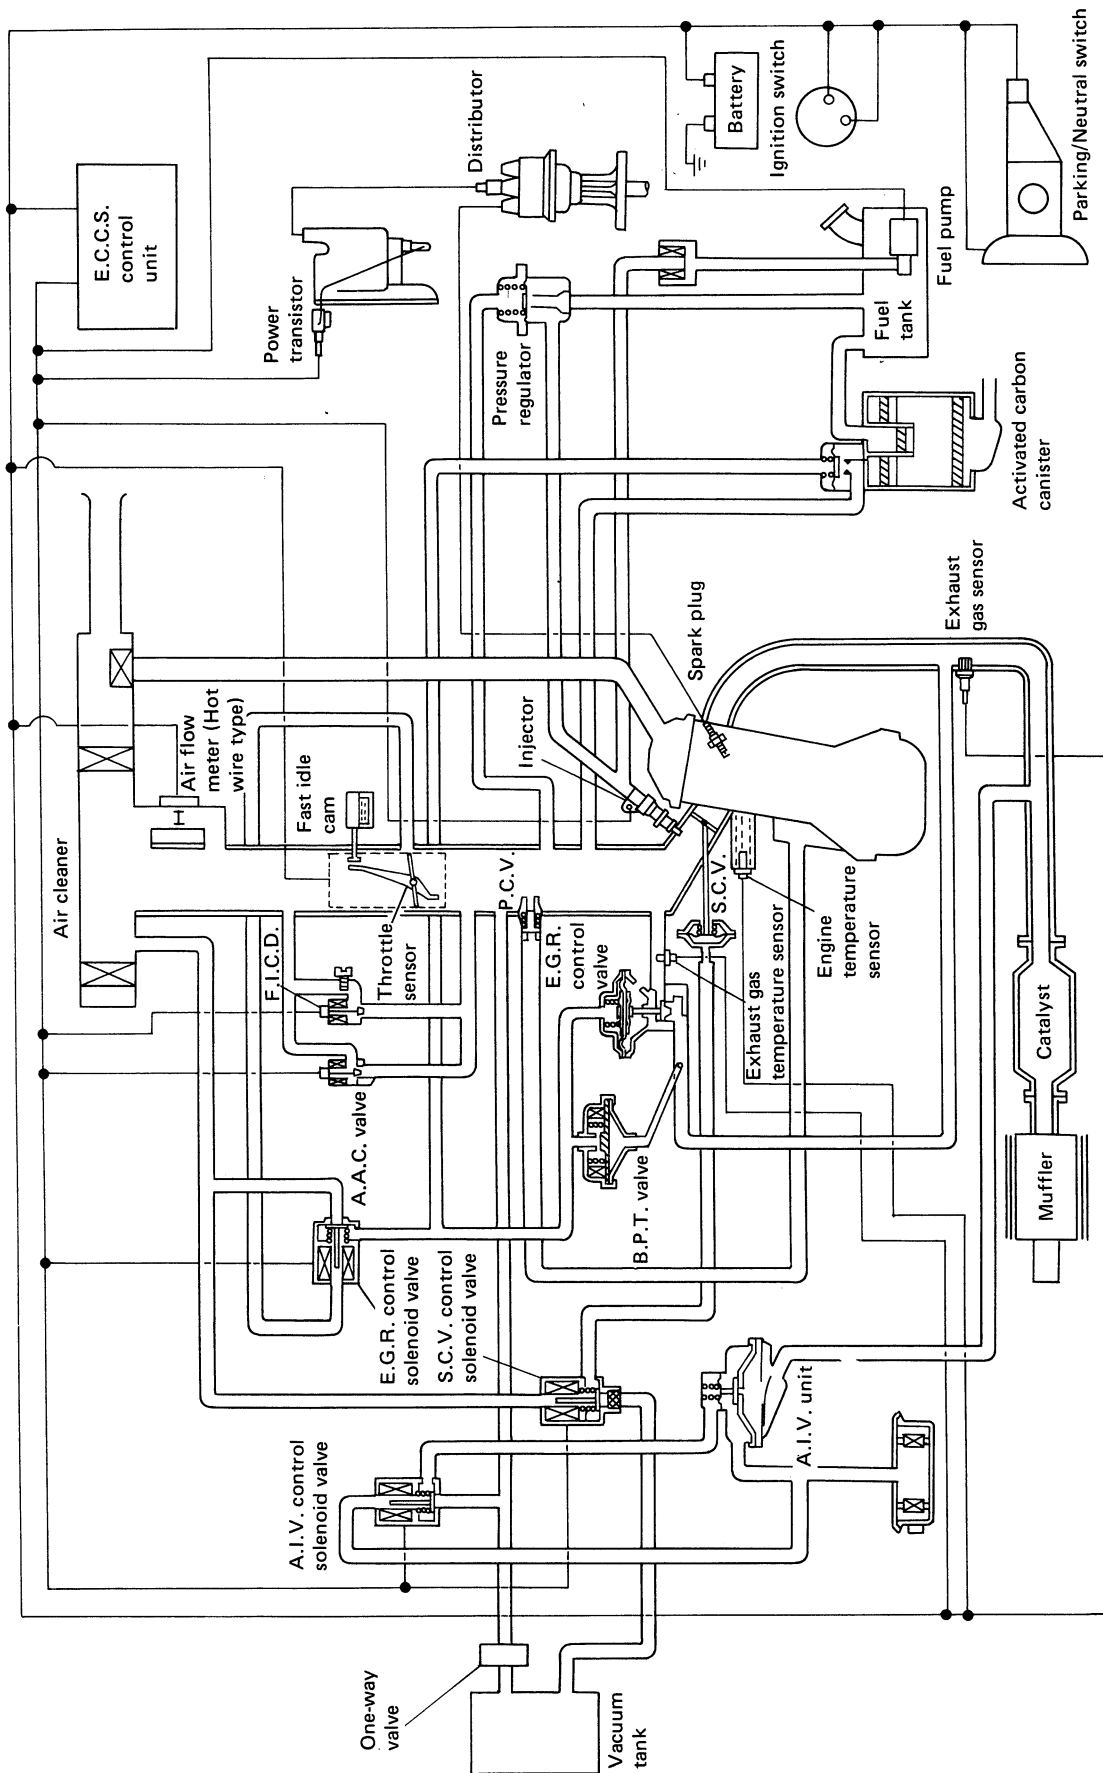 E.C.C.S.
control
unit
Power
transistor
Distributor
Battery
Ignition switch
Parking/Neutral switch
Pressure
regulator
Fuel pump
Fuel
tank
Activated carbon
canister
Air cleaner
Air flow
meter (Hot
wire type)
Fast idle
cam
Injector
Spark plug
Exhaust
gas sensor
F.I.C.D.
Throttle
sensor
P.C.V.
E.G.R.
control
valve
S.C.V.
Exhaust gas
temperature sensor
Engine
temperature
sensor
A.A.C. valve
B.P.T. valve
Catalyst
Muffler
E.G.R. control
solenoid valve
S.C.V. control
solenoid valve
A.I.V. control
solenoid valve
A.I.V. unit
One-way
valve
Vacuum
tank